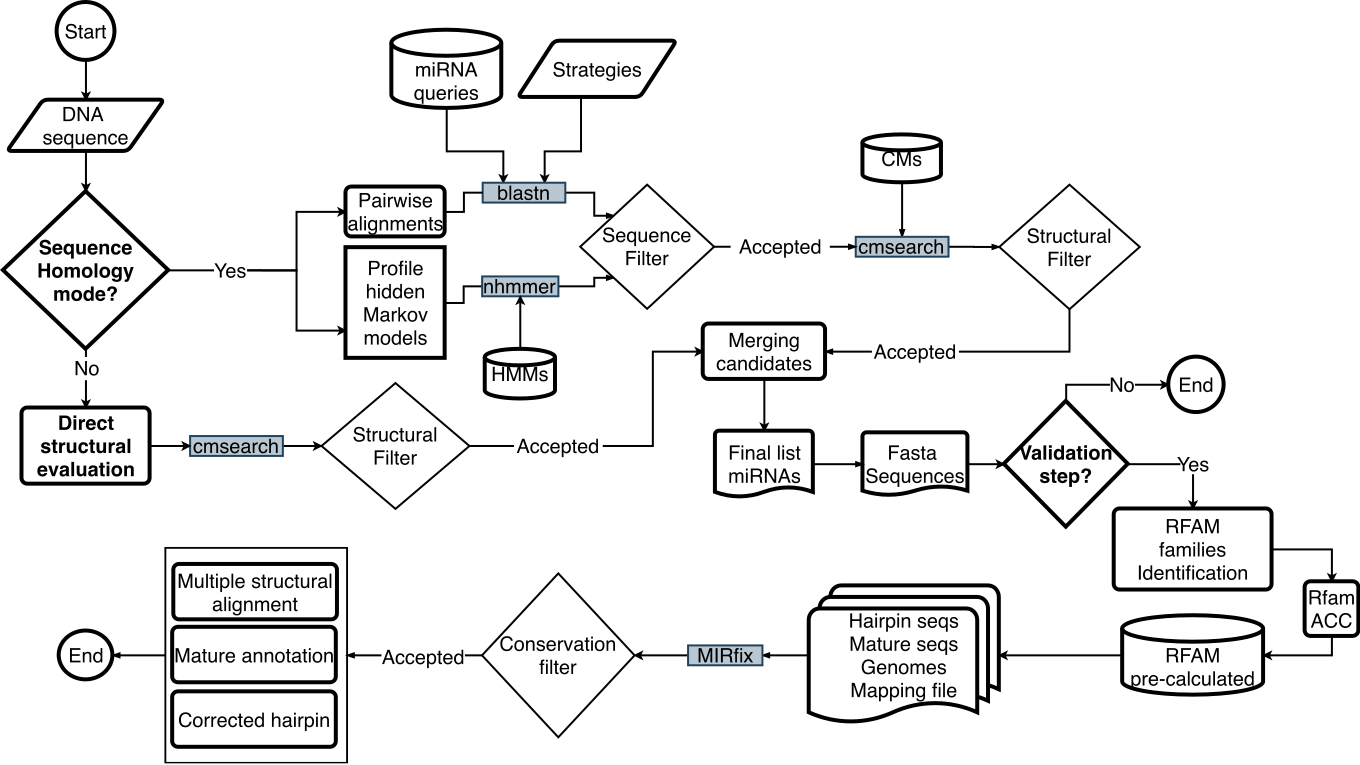 Start
DNA
sequence
Sequence
Homology
mode?
Yes
No
miRNA
queries
Strategies
Pairwise
alignments
blastn
Profile
hidden
Markov
models
nhmmer
HMMs
Sequence
Filter
Accepted
CMs
cmsearch
Structural
Filter
Accepted
Merging
candidates
Direct
structural
evaluation
cmsearch
Structural
Filter
Accepted
Final list
miRNAs
Fasta
Sequences
Validation
step?
No
End
Yes
RFAM
families
Identification
Rfam
ACC
RFAM
pre-calculated
Hairpin seqs
Mature seqs
Genomes
Mapping file
MIRfix
Conservation
filter
Accepted
Multiple structural
alignment
Mature annotation
Corrected hairpin
End